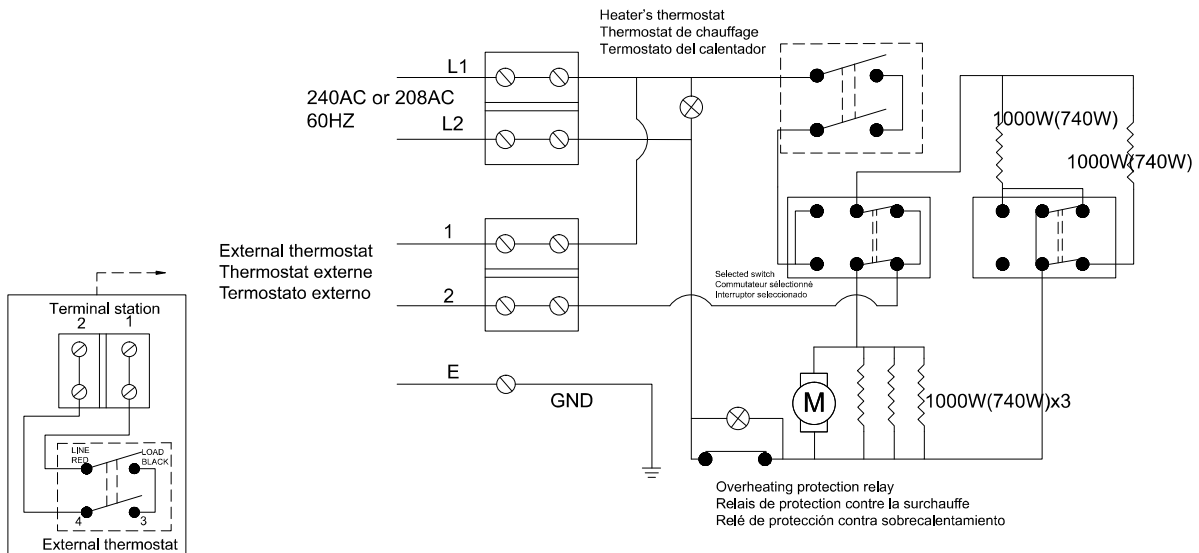 Heater's thermostat
Thermostat de chauffage
Termostato del calentador
L1
240AC or 208AC
60HZ
L2
1000W(740W)
1000W(740W)
1
External thermostat
Thermostat externe
Termostato externo
2
Selected switch
Commutateur sélectionné
Interruptor seleccionado
Terminal station
2 1
E
GND
M
1000W(740W)x3
LINE
RED
LOAD
BLACK
4 3
External thermostat
Overheating protection relay
Relais de protection contre la surchauffe
Relé de protección contra sobrecalentamiento